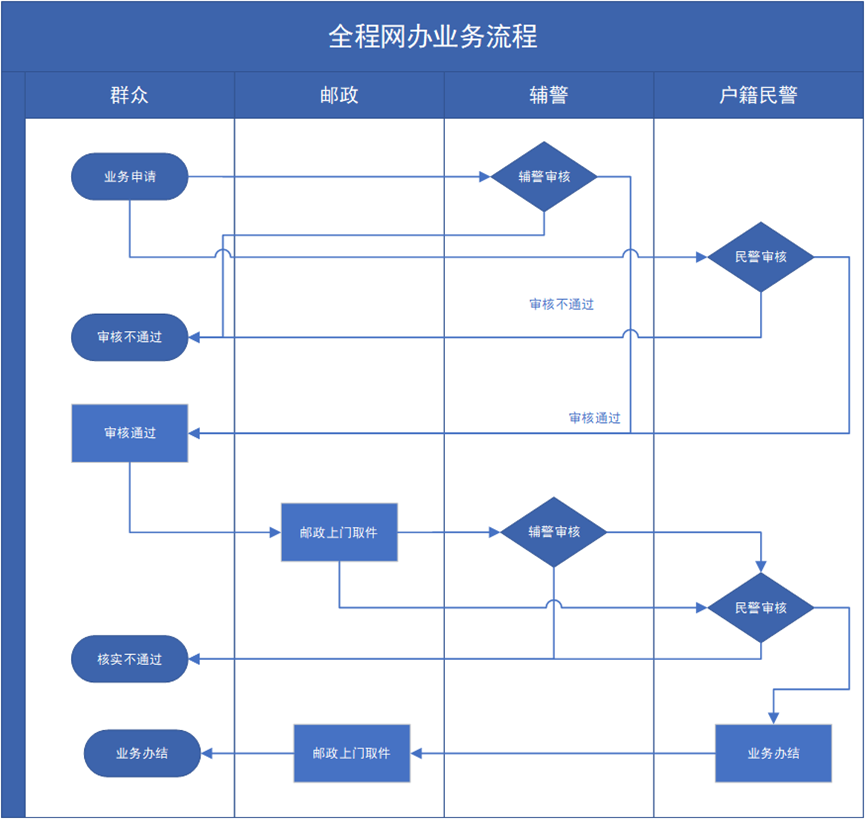 全程网办业务流程
群众
邮政
辅警
户籍民警
业务申请
辅警审核
民警审核
审核不通过
审核不通过
审核通过
审核通过
邮政上门取件
辅警审核
民警审核
核实不通过
业务办结
邮政上门取件
业务办结